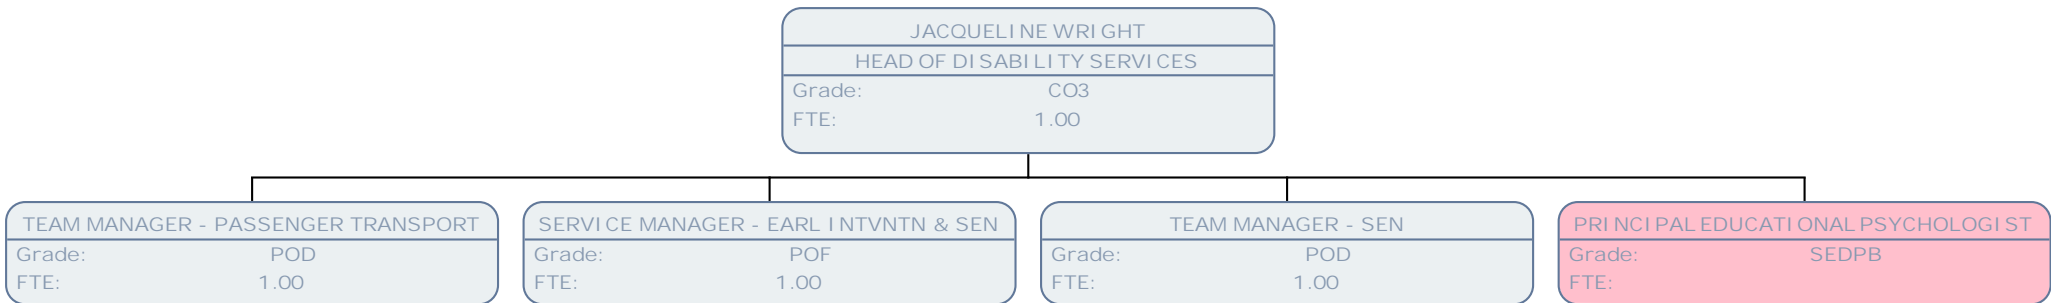 JACQUELINE WRIGHT
HEAD OF DISABILITY SERVICES
Grade: CO3
FTE: 1.00
TEAM MANAGER - PASSENGER TRANSPORT
Grade: POD
FTE: 1.00
SERVICE MANAGER - EARL INTVNTN & SEN
Grade: POF
FTE: 1.00
TEAM MANAGER - SEN
Grade: POD
FTE: 1.00
PRINCIPAL EDUCATIONAL PSYCHOLOGIST
Grade: SEDPB
FTE: